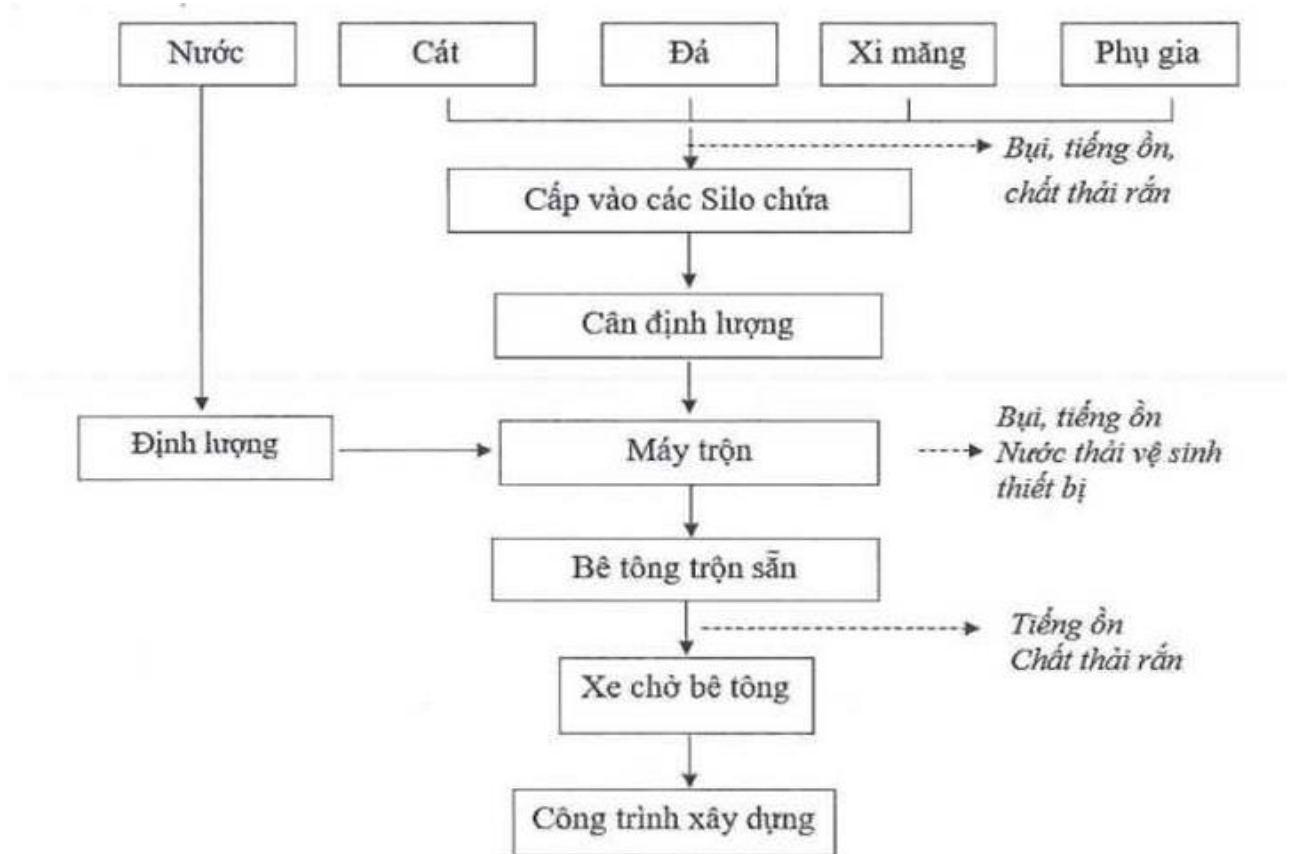 Nước
Cát
Đá
Xi măng
Phụ gia
Bụi, tiếng ồn,
chất thải rắn
Cấp vào các Silo chứa
Cân định lượng
Định lượng
Máy trộn
Bụi, tiếng ồn
Nước thải vệ sinh
thiết bị
Bê tông trộn sẵn
Tiếng ồn
Chất thải rắn
Xe chở bê tông
Công trình xây dựng